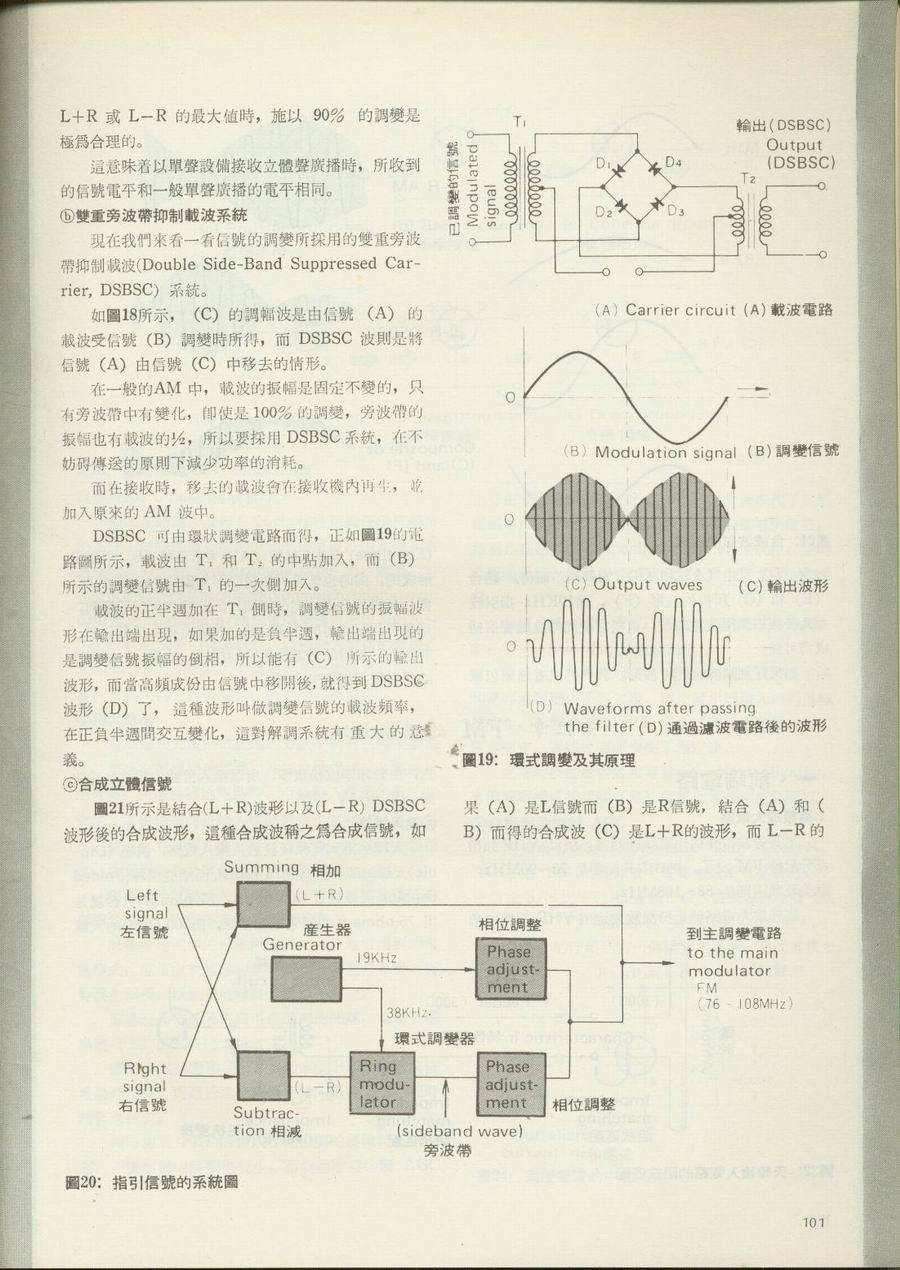 L+R 或 L−R 的最大值時，施以 90% 的調變是
極爲合理的。
這意味着以單聲設備接收立體聲廣播時，所收到
的信號電平和一般單聲廣播的電平相同。
ⓑ雙重旁波帶抑制載波系統
現在我們來看一看信號的調變所採用的雙重旁波
帶抑制載波(Double Side-Band Suppressed Car-
rier, DSBSC) 系統。
如圖18所示， (C) 的調幅波是由信號 (A) 的
載波受信號 (B) 調變時所得，而 DSBSC 波則是將
信號 (A) 由信號 (C) 中移去的情形。
在一般的AM 中，載波的振幅是固定不變的，只
有旁波帶中有變化，卽使是 100% 的調變，旁波帶的
振幅也有載波的½，所以要採用 DSBSC 系統，在不
妨碍傳送的原則下減少功率的消耗。
而在接收時，移去的載波會在接收機內再生，並
加入原來的 AM 波中。
DSBSC 可由環狀調變電路而得，正如圖19的電
路圖所示，載波由 T₁ 和 T₂ 的中點加入，而 (B)
所示的調變信號由 T₁ 的一次側加入。
載波的正半週加在 T₁ 側時，調變信號的振幅波
形在輸出端出現，如果加的是負半週，輸出端出現的
是調變信號振幅的倒相，所以能有 (C) 所示的輸出
波形，而當高頻成份由信號中移開後，就得到 DSBSC
波形 (D) 了， 這種波形叫做調變信號的載波頻率，
在正負半週間交互變化，這對解調系統有重大的意
義。
ⓒ合成立體信號
圖21所示是結合(L+R)波形以及(L−R) DSBSC
波形後的合成波形，這種合成波稱之爲合成信號，如
T₁
已調變的信號
Modulated
signal
D₁
D₄
D₂
D₃
輸出(DSBSC)
Output
(DSBSC)
T₂
(A) Carrier circuit (A) 載波電路
O
(B) Modulation signal (B) 調變信號
O
(C) Output waves (C) 輸出波形
O
(D) Waveforms after passing
the filter (D) 通過濾波電路後的波形
圖19：環式調變及其原理
果 (A) 是L信號而 (B) 是R信號，結合 (A) 和 (
B) 而得的合成波 (C) 是L+R的波形，而 L−R 的
Summing 相加
Left
signal
左信號
(L+R)
產生器
Generator
19KHz
相位調整
Phase
adjust-
ment
到主調變電路
to the main
modulator
FM
(76 - 108MHz)
38KHz
環式調變器
Right
signal
右信號
(L−R)
Ring
modu-
lator
Phase
adjust-
ment
相位調整
Subtrac-
tion 相減
(sideband wave)
旁波帶
圖20：指引信號的系統圖
101